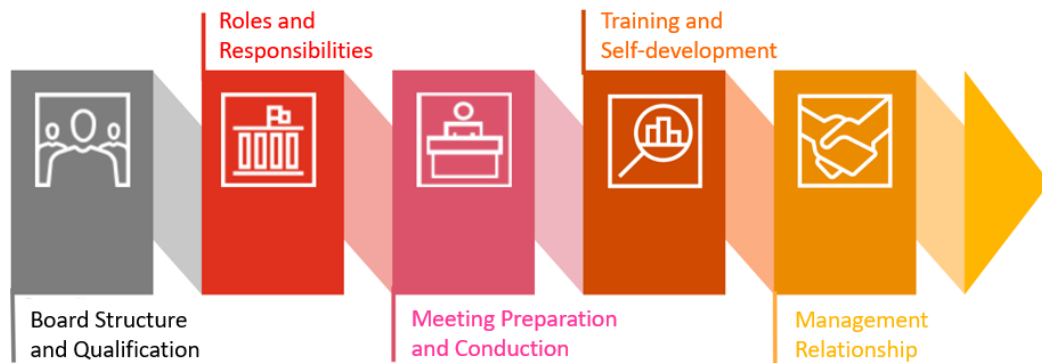 Roles and
Responsibilities
Training and
Self-development
Board Structure
and Qualification
Meeting Preparation
and Conduction
Management
Relationship